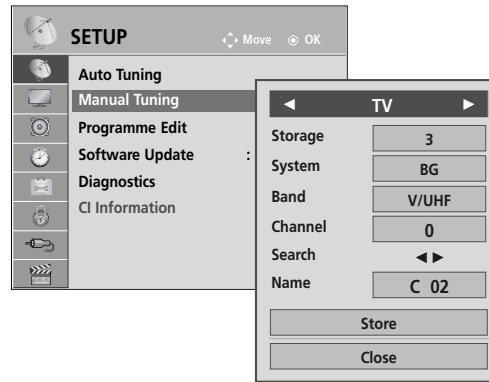 SETUP
Move OK
Auto Tuning
Manual Tuning
Programme Edit
Software Update :
Diagnostics
CI Information
◄ TV ►
Storage 3
System BG
Band V/UHF
Channel 0
Search ◄ ►
Name C 02
Store
Close